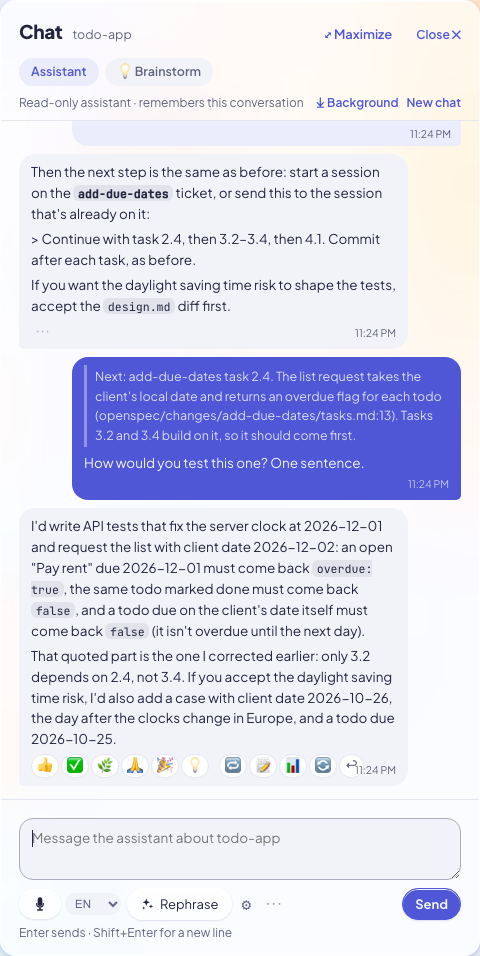 Chat todo-app
Maximize
Close
Assistant
Brainstorm
Read-only assistant · remembers this conversation
Background
New chat
11:24 PM
Then the next step is the same as before: start a session
on the add-due-dates ticket, or send this to the session
that's already on it:
> Continue with task 2.4, then 3.2–3.4, then 4.1. Commit
after each task, as before.
If you want the daylight saving time risk to shape the tests,
accept the design.md diff first.
···
11:24 PM
Next: add-due-dates task 2.4. The list request takes the
client's local date and returns an overdue flag for each todo
(openspec/changes/add-due-dates/tasks.md:13). Tasks
3.2 and 3.4 build on it, so it should come first.
How would you test this one? One sentence.
11:24 PM
I'd write API tests that fix the server clock at 2026-12-01
and request the list with client date 2026-12-02: an open
"Pay rent" due 2026-12-01 must come back overdue:
true, the same todo marked done must come back
false, and a todo due on the client's date itself must
come back false (it isn't overdue until the next day).
That quoted part is the one I corrected earlier: only 3.2
depends on 2.4, not 3.4. If you accept the daylight saving
time risk, I'd also add a case with client date 2026-10-26,
the day after the clocks change in Europe, and a todo due
2026-10-25.
11:24 PM
Message the assistant about todo-app
EN
Rephrase
···
Send
Enter sends · Shift+Enter for a new line